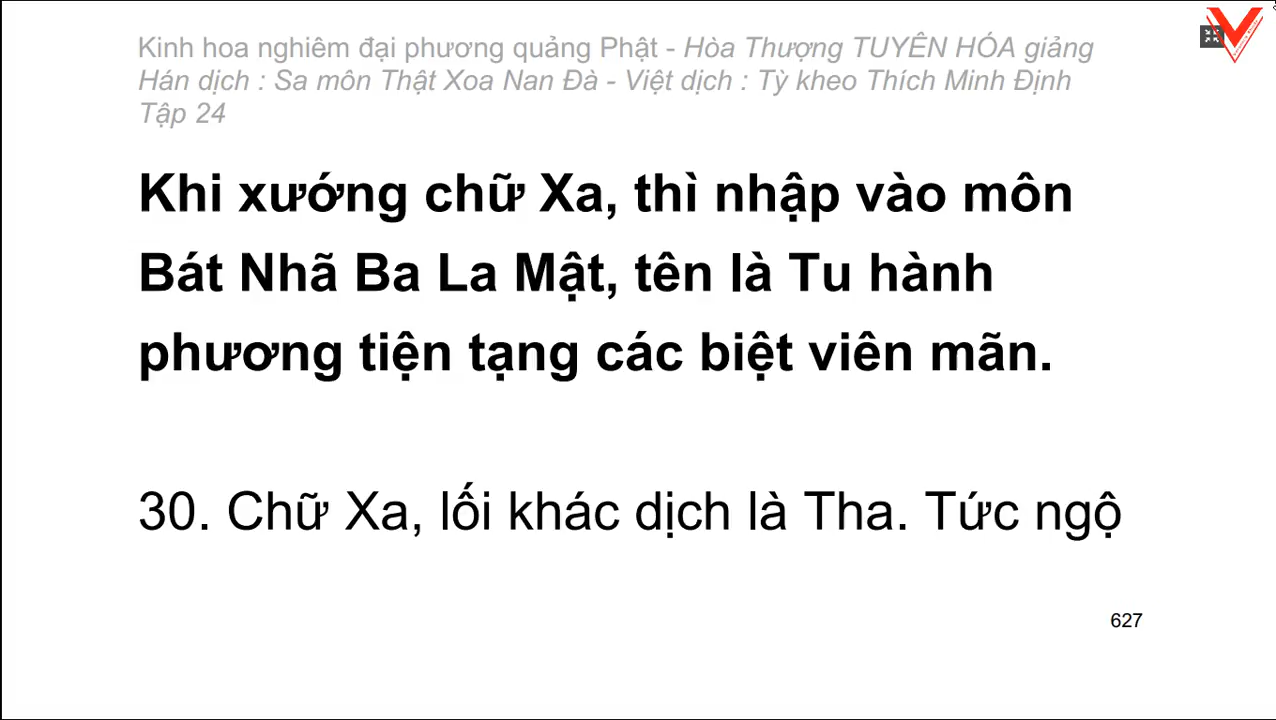 Kinh hoa nghiêm đại phương quảng Phật - Hòa Thượng TUYÊN HÓA giảng
Hán dịch : Sa môn Thật Xoa Nan Đà - Việt dịch : Tỳ kheo Thích Minh Định
Tập 24
Khi xướng chữ Xa, thì nhập vào môn
Bát Nhã Ba La Mật, tên là Tu hành
phương tiện tạng các biệt viên mãn.
30. Chữ Xa, lối khác dịch là Tha. Tức ngộ
627